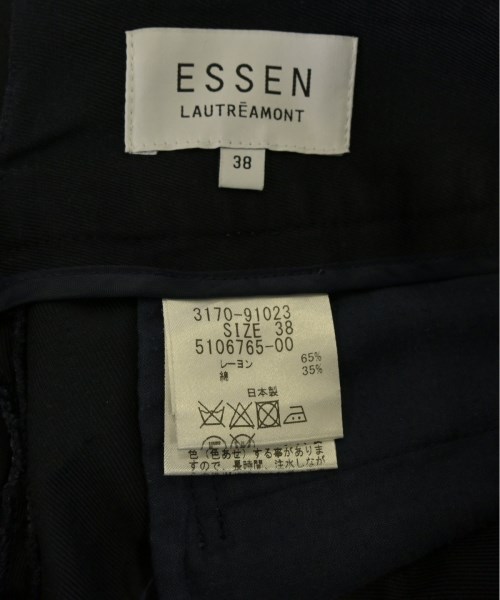 ESSEN
LAUTRĒAMONT
38
3170-91023
SIZE 38
5106765-00
レーヨン 65%
綿 35%
日本製
色(色あせ)する事がありま
すので、長時間、注水しなが